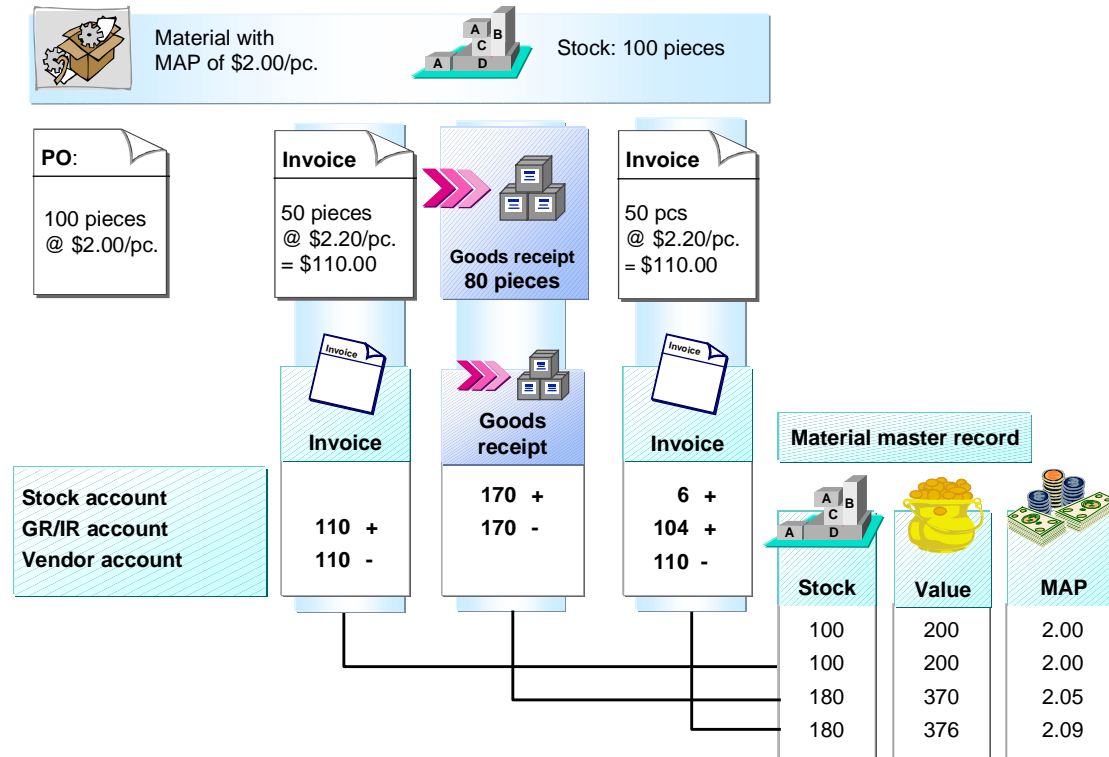 Material with
MAP of $2.00/pc.
A
B
C
A
D
Stock: 100 pieces
PO:
100 pieces
@ $2.00/pc.
Invoice
50 pieces
@ $2.20/pc.
= $110.00
Goods receipt
80 pieces
Invoice
50 pcs
@ $2.20/pc.
= $110.00
Invoice
Invoice
Goods
receipt
Invoice
Invoice
Material master record
Stock account
GR/IR account
Vendor account
110 +
110 -
170 +
170 -
6 +
104 +
110 -
A
B
C
A
D
Stock Value MAP
100 200 2.00
100 200 2.00
180 370 2.05
180 376 2.09